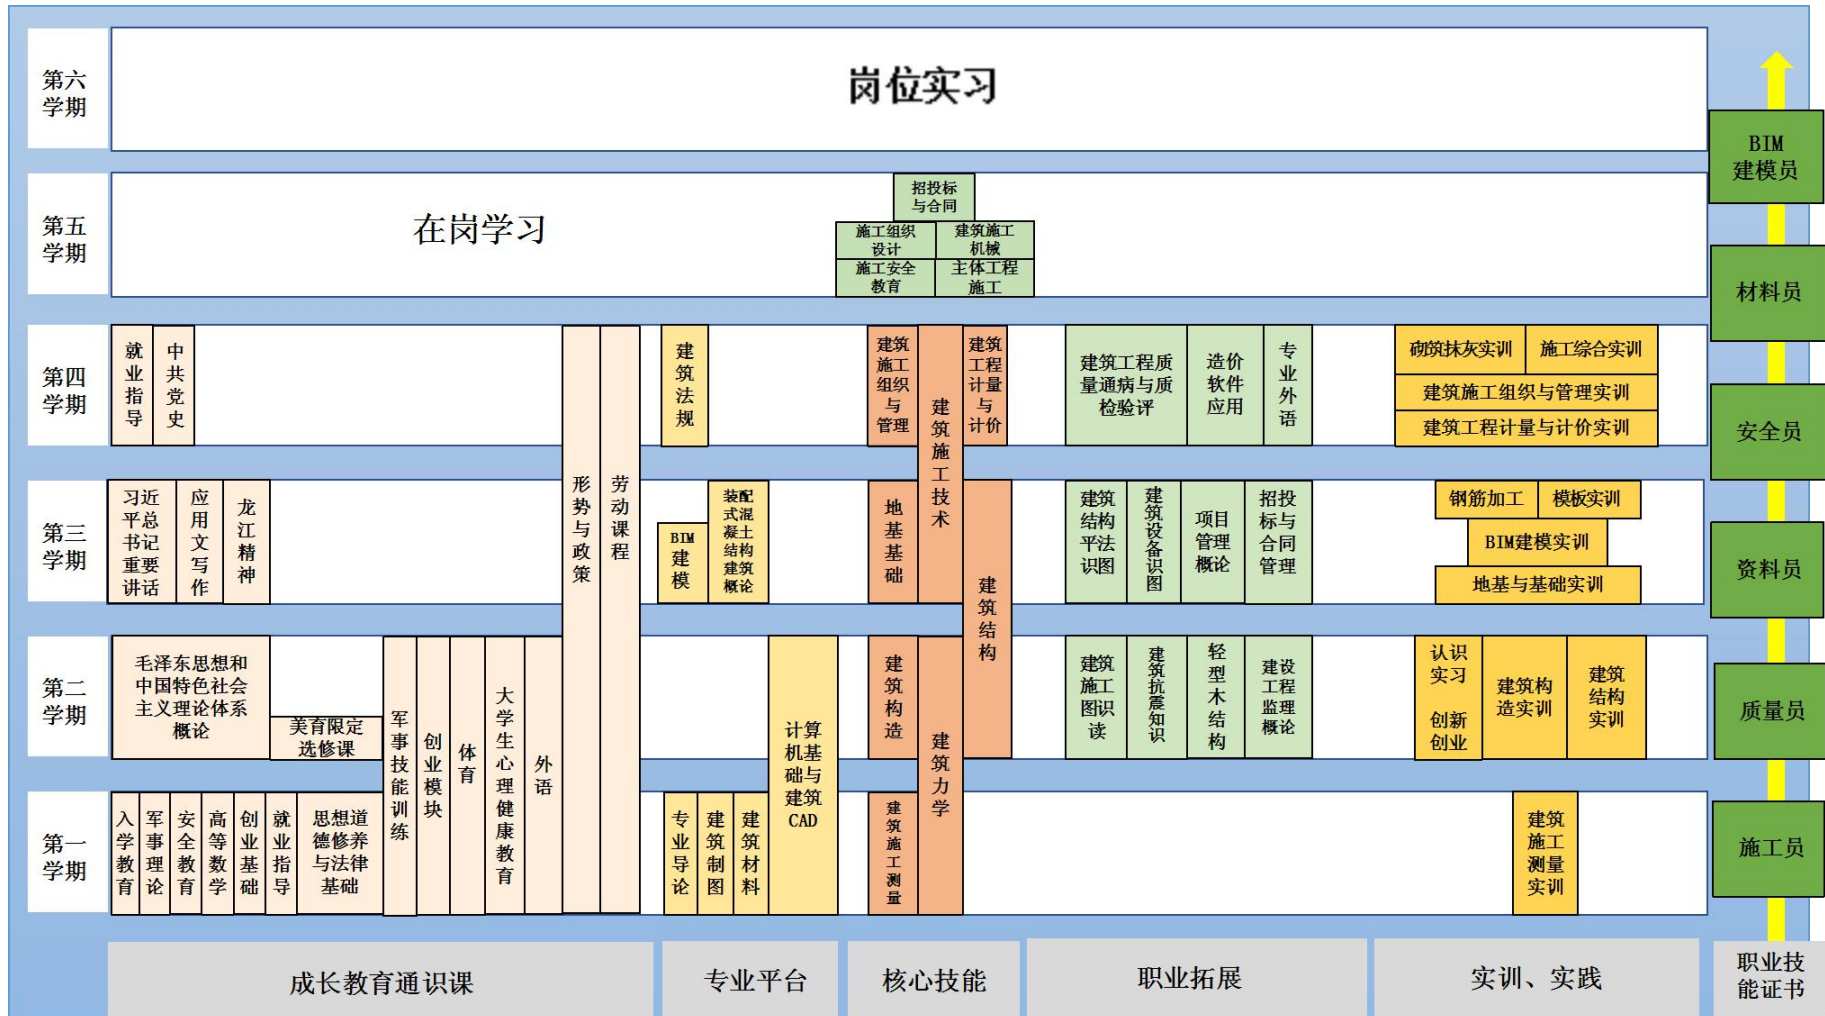 第六
学期
岗位实习
BIM
建模员
第五
学期
在岗学习
招投标
与合同
施工组织
设计
建筑施工
机械
施工安全
教育
主体工程
施工
材料员
第四
学期
就业指导
中共党史
形势与政策
劳动课程
建筑法规
建筑
施工
组织
与
管理
建筑施工技术
建筑
工程
计量
与
计价
建筑工程质
量通病与质
检验评
造价
软件
应用
专业外语
砌筑抹灰实训
施工综合实训
建筑施工组织与管理实训
建筑工程计量与计价实训
安全员
第三
学期
习近
平总
书记
重要
讲话
应用文写作
龙江精神
BIM
建
模
装配
式混
凝土
结构
建筑
概论
地基基础
建筑结构
建筑
结构
平法
识图
建筑设备识图
项目
管理
概论
招投
标与
合同
管理
钢筋加工
模板实训
BIM建模实训
地基与基础实训
资料员
第二
学期
毛泽东思想和
中国特色社会
主义理论体系
概论
美育限定
选修课
军事技能训练
创业模块
体育
大学生心理健康教育
外语
计算
机基
础与
建筑
CAD
建筑构造
建筑力学
建筑
施工
图识
读
建筑抗震知识
轻型木结构
建设
工程
监理
概论
认识
实习
创新
创业
建筑构
造实训
建筑
结构
实训
质量员
第一
学期
入学教育
军事理论
安全教育
高等数学
创业基础
就业指导
思想道
德修养
与法律
基础
专业导论
建筑制图
建筑材料
建筑施工测量
建筑
施工
测量
实训
施工员
成长教育通识课
专业平台
核心技能
职业拓展
实训、实践
职业技
能证书